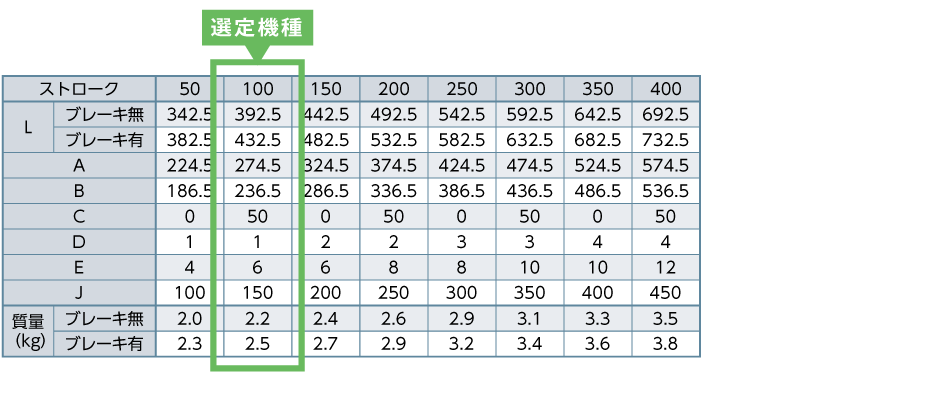 選定機種
ストローク 50 100 150 200 250 300 350 400
L ブレーキ無 342.5 392.5 442.5 492.5 542.5 592.5 642.5 692.5
ブレーキ有 382.5 432.5 482.5 532.5 582.5 632.5 682.5 732.5
A 224.5 274.5 324.5 374.5 424.5 474.5 524.5 574.5
B 186.5 236.5 286.5 336.5 386.5 436.5 486.5 536.5
C 0 50 0 50 0 50 0 50
D 1 1 2 2 3 3 4 4
E 4 6 6 8 8 10 10 12
J 100 150 200 250 300 350 400 450
質量(kg) ブレーキ無 2.0 2.2 2.4 2.6 2.9 3.1 3.3 3.5
ブレーキ有 2.3 2.5 2.7 2.9 3.2 3.4 3.6 3.8